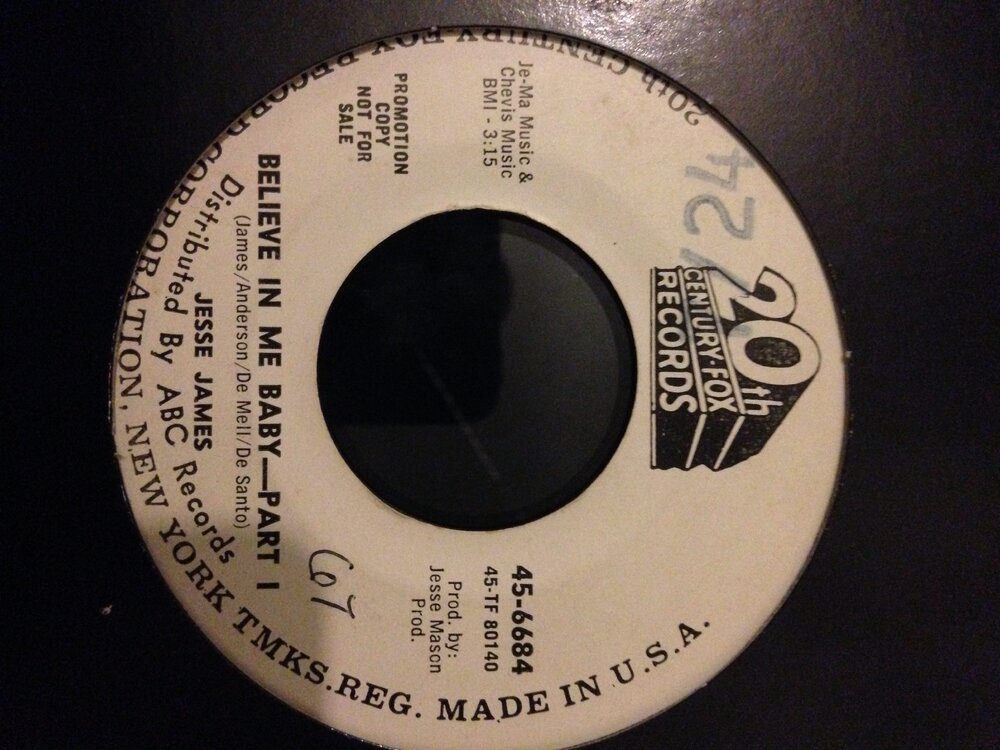 424
20th
CENTURY-FOX
RECORDS
Je-Ma Music &
Chevis Music
BMI - 3:15
PROMOTION
COPY
NOT FOR
SALE
45-6684
45-TF 80140
Prod. by:
Jesse Mason
Prod.
67
BELIEVE IN ME BABY—PART I
(James/Anderson/De Mell/De Santo)
JESSE JAMES
Distributed By ABC Records
20th CENTURY FOX RECORD CORPORATION, NEW YORK TMKS.REG. MADE IN U.S.A.